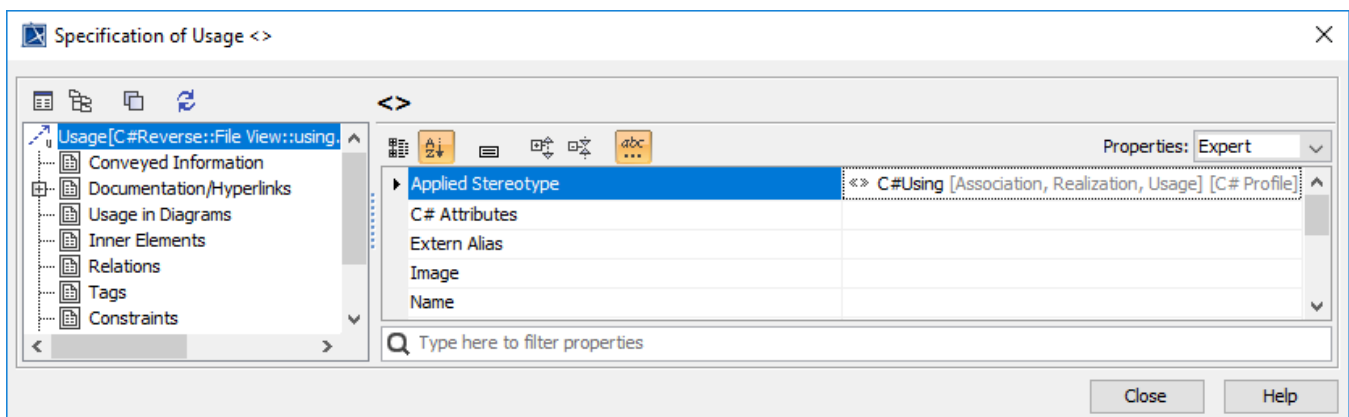 Specification of Usage <>
<>
Usage[C#Reverse::File View::using.
Conveyed Information
Documentation/Hyperlinks
Usage in Diagrams
Inner Elements
Relations
Tags
Constraints
Properties: Expert
Applied Stereotype «» C#Using [Association, Realization, Usage] [C# Profile]
C# Attributes
Extern Alias
Image
Name
Type here to filter properties
Close Help